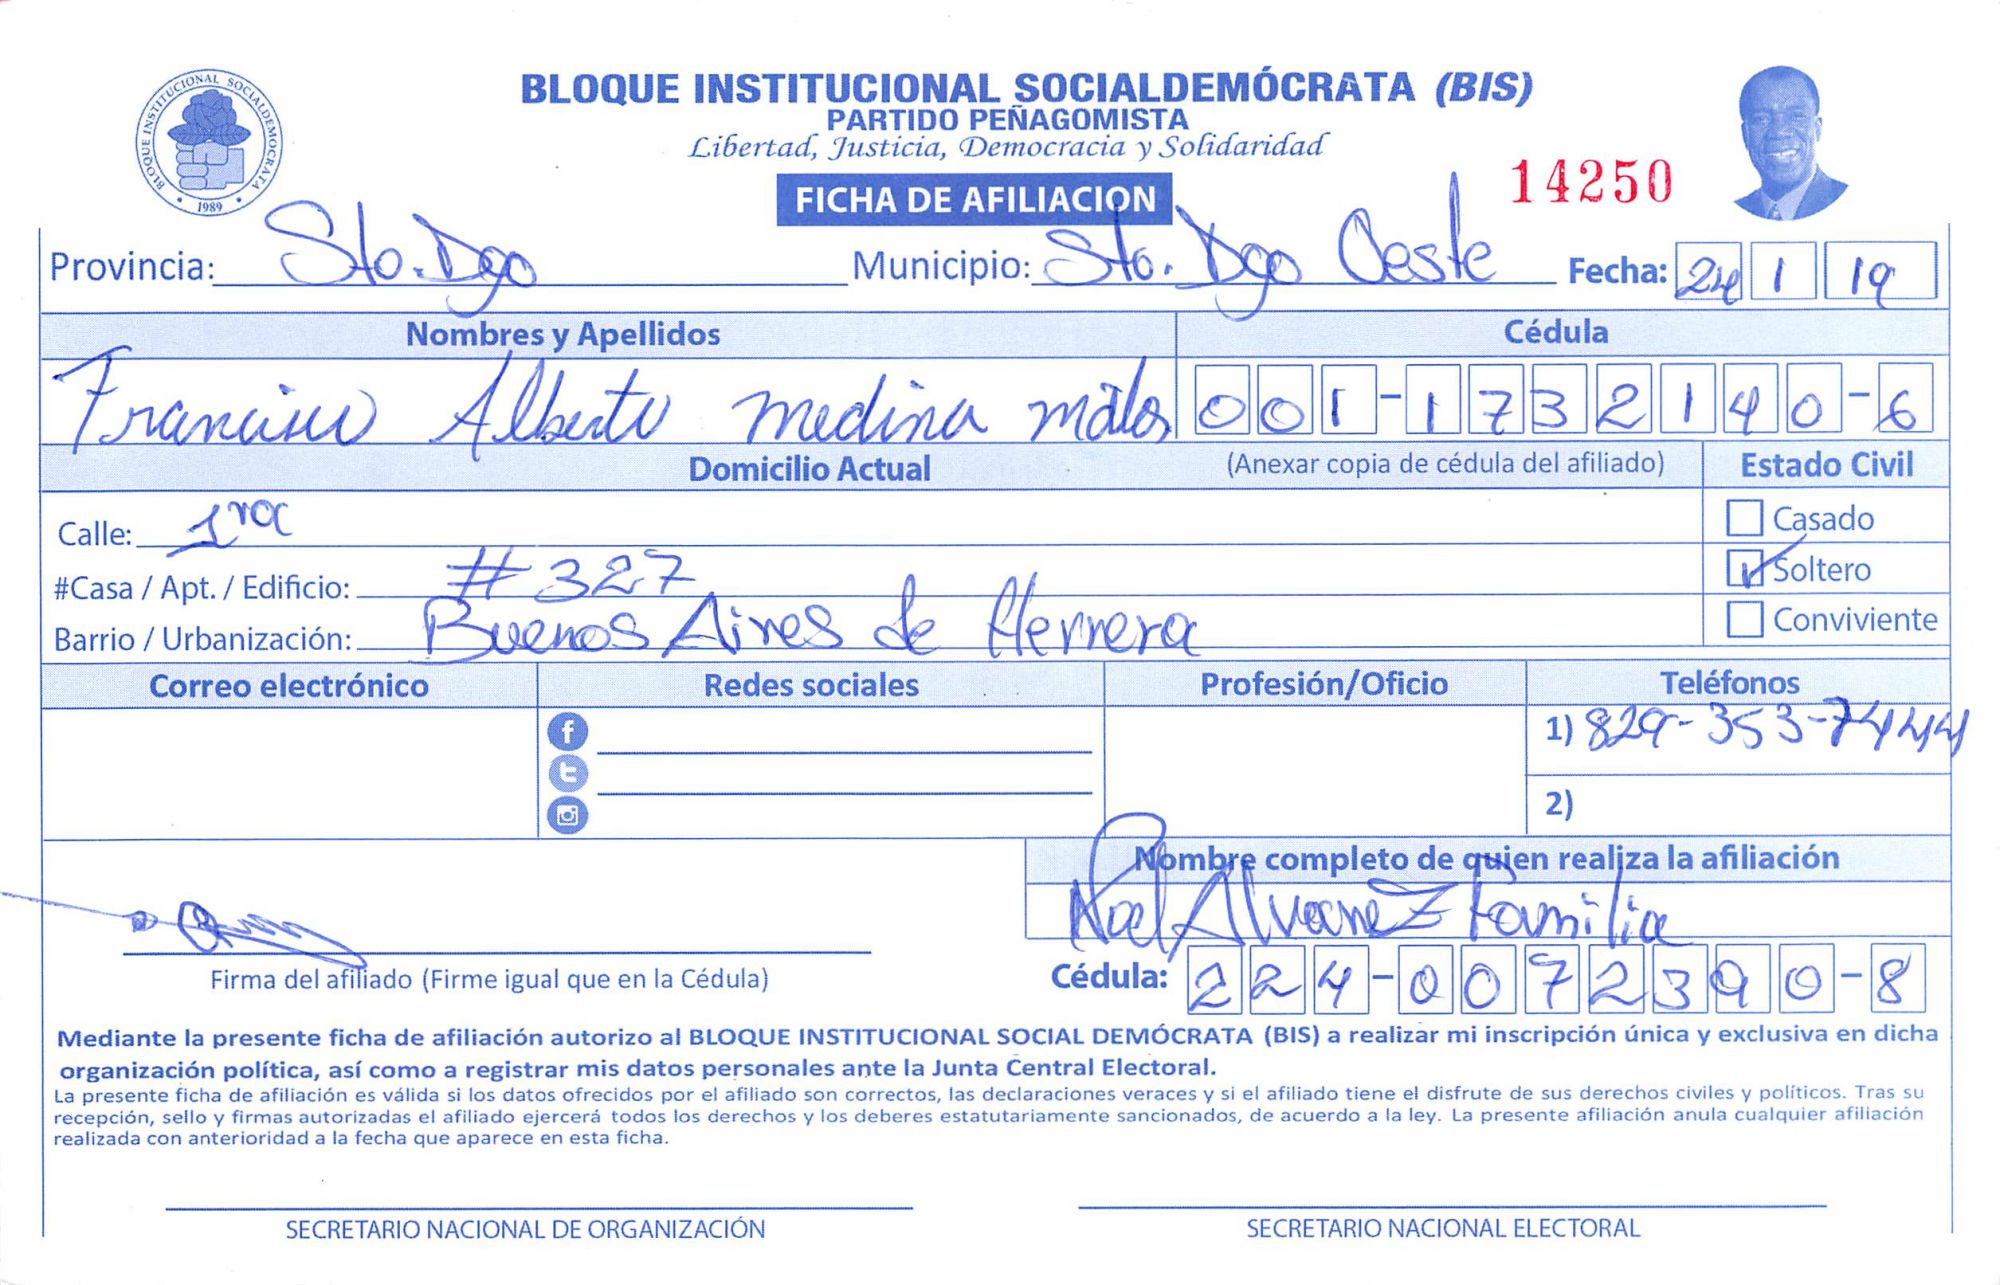 BLOQUE INSTITUCIONAL SOCIALDEMOCRATA
1989
BLOQUE INSTITUCIONAL SOCIALDEMÓCRATA (BIS)
PARTIDO PEÑAGOMISTA
Libertad, Justicia, Democracia y Solidaridad
FICHA DE AFILIACION
14250
Provincia: Sto. Dgo Municipio: Sto. Dgo Oeste Fecha: 24 1 19
Nombres y Apellidos Cédula
Francisco Alberto medina matos 001-1732140-6
Domicilio Actual (Anexar copia de cédula del afiliado) Estado Civil
Calle: 1ra Casado
#Casa / Apt. / Edificio: #327 Soltero
Barrio / Urbanización: Buenos Aires de Herrera Conviviente
Correo electrónico Redes sociales Profesión/Oficio Teléfonos
1) 829-353-7444
2)
Nombre completo de quien realiza la afiliación
Alvarez Familia
Firma del afiliado (Firme igual que en la Cédula) Cédula: 224-0072390-8
Mediante la presente ficha de afiliación autorizo al BLOQUE INSTITUCIONAL SOCIAL DEMÓCRATA (BIS) a realizar mi inscripción única y exclusiva en dicha
organización política, así como a registrar mis datos personales ante la Junta Central Electoral.
La presente ficha de afiliación es válida si los datos ofrecidos por el afiliado son correctos, las declaraciones veraces y si el afiliado tiene el disfrute de sus derechos civiles y políticos. Tras su
recepción, sello y firmas autorizadas el afiliado ejercerá todos los derechos y los deberes estatutariamente sancionados, de acuerdo a la ley. La presente afiliación anula cualquier afiliación
realizada con anterioridad a la fecha que aparece en esta ficha.
SECRETARIO NACIONAL DE ORGANIZACIÓN SECRETARIO NACIONAL ELECTORAL